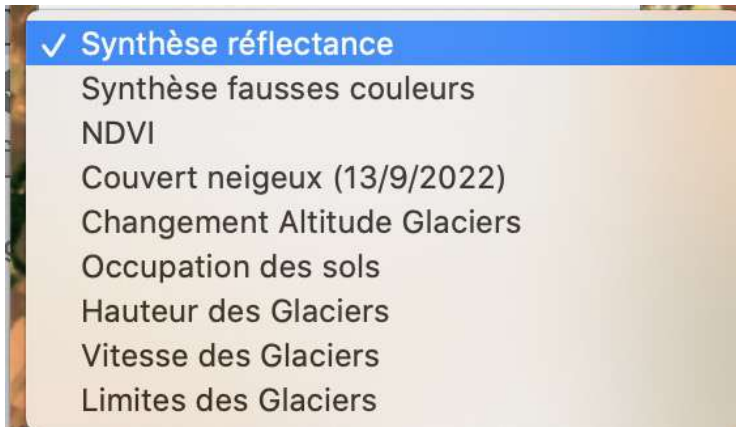 ✓ Synthèse réflectance
Synthèse fausses couleurs
NDVI
Couvert neigeux (13/9/2022)
Changement Altitude Glaciers
Occupation des sols
Hauteur des Glaciers
Vitesse des Glaciers
Limites des Glaciers